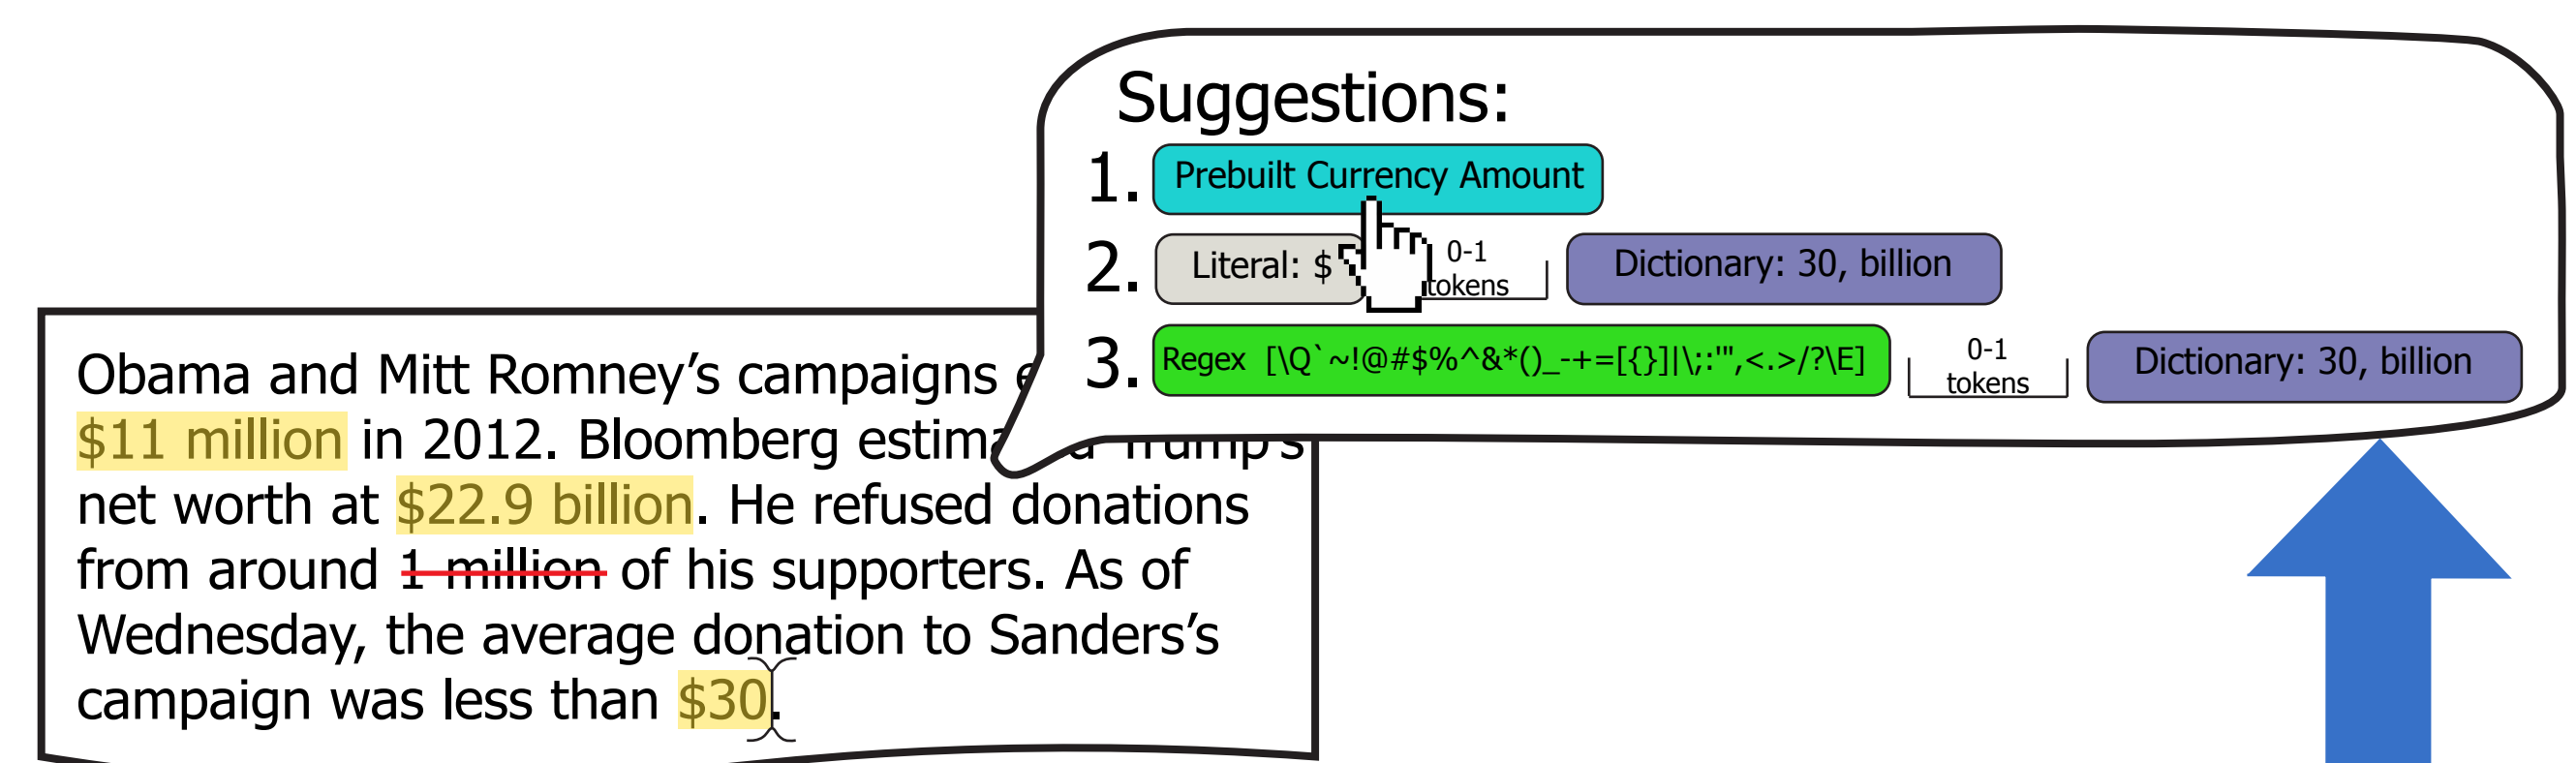 Suggestions:
1. Prebuilt Currency Amount
2. Literal: $ 0-1 tokens Dictionary: 30, billion
3. Regex [\Q`~!@#$%^&*()_-+=[{}]|\;:'",<.>/?\E] 0-1 tokens Dictionary: 30, billion
Obama and Mitt Romney’s campaigns
$11 million in 2012. Bloomberg Trump's
net worth at $22.9 billion. He refused donations
from around 1 million of his supporters. As of
Wednesday, the average donation to Sanders’s
campaign was less than $30.